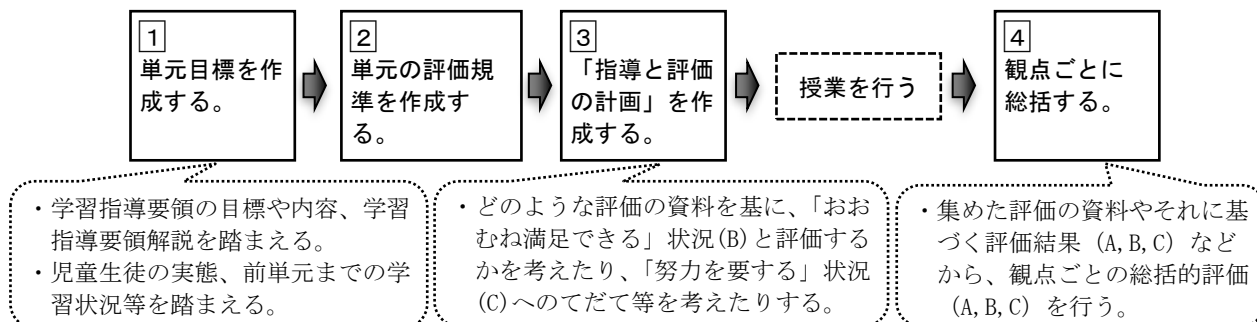 1
単元目標を作
成する。
2
単元の評価規
準を作成す
る。
3
「指導と評価
の計画」を作
成する。
授業を行う
4
観点ごとに
総括する。
・学習指導要領の目標や内容、学習
指導要領解説を踏まえる。
・児童生徒の実態、前単元までの学
習状況等を踏まえる。
・どのような評価の資料を基に、「おお
むね満足できる」状況(B)と評価する
かを考えたり、「努力を要する」状況
(C)へのてだて等を考えたりする。
・集めた評価の資料やそれに基
づく評価結果 (A,B,C) など
から、観点ごとの総括的評価
(A,B,C) を行う。